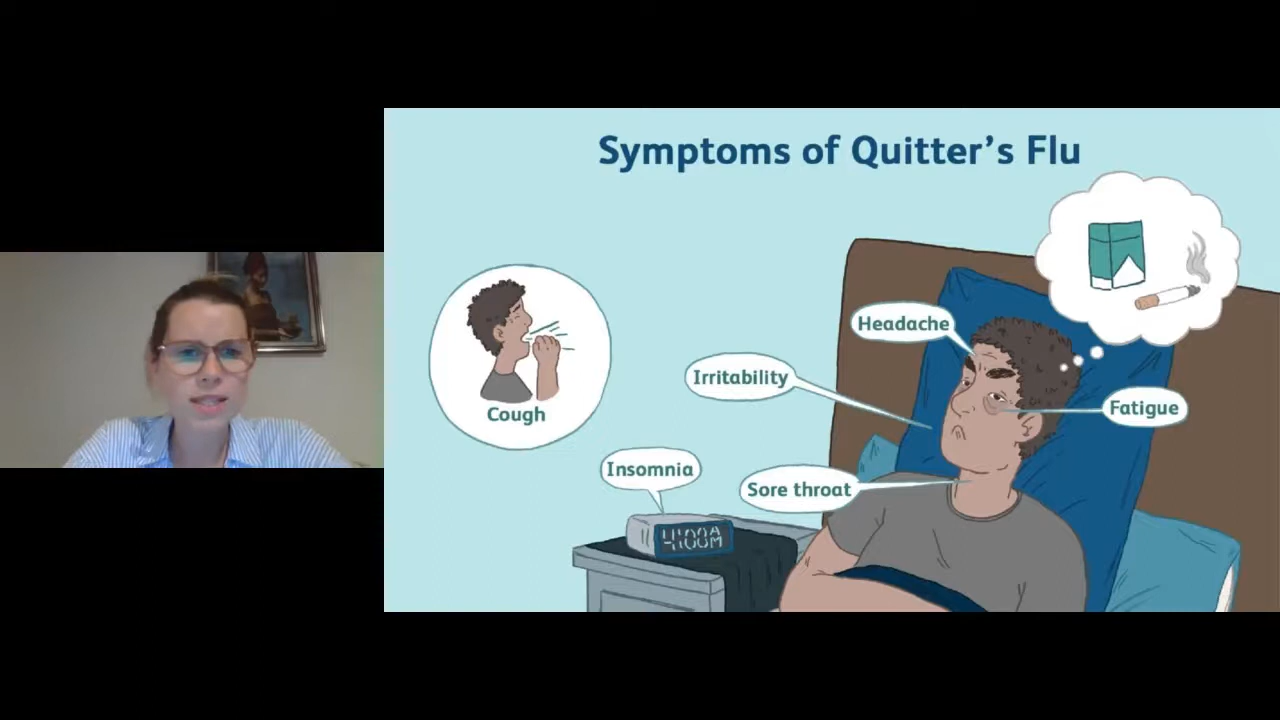 Symptoms of Quitter's Flu
Headache
Irritability
Fatigue
Cough
Insomnia
Sore throat
4:00AM